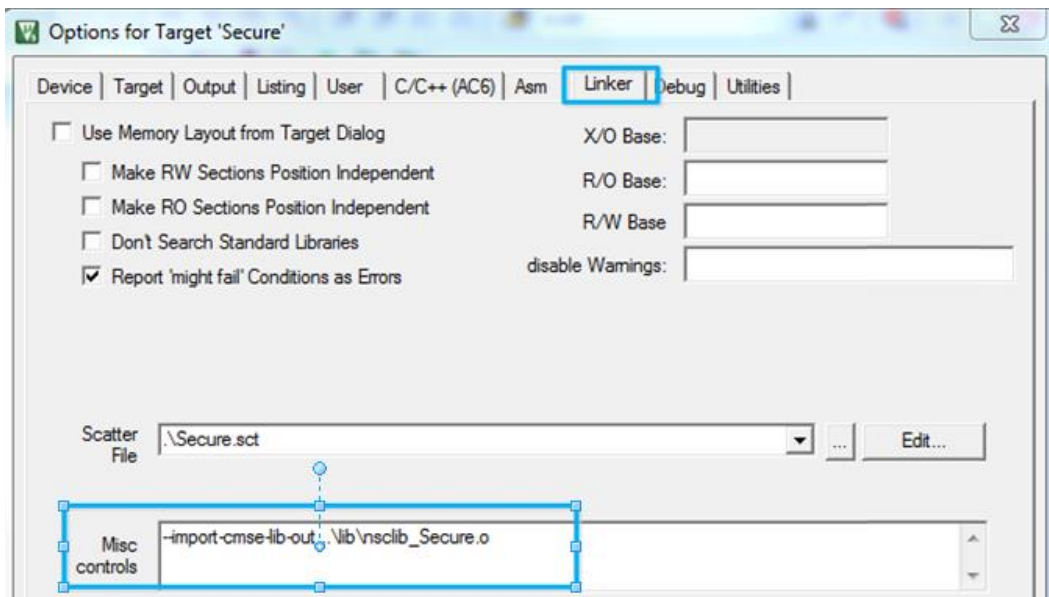 Options for Target 'Secure'
Device Target Output Listing User C/C++ (AC6) Asm Linker Debug Utilities
Use Memory Layout from Target Dialog
X/O Base:
Make RW Sections Position Independent
R/O Base:
Make RO Sections Position Independent
R/W Base
Don't Search Standard Libraries
disable Warnings:
Report 'might fail' Conditions as Errors
Scatter File
.\Secure.sct
...
Edit...
Misc controls
--import-cmse-lib-out ..\lib\nsclib_Secure.o